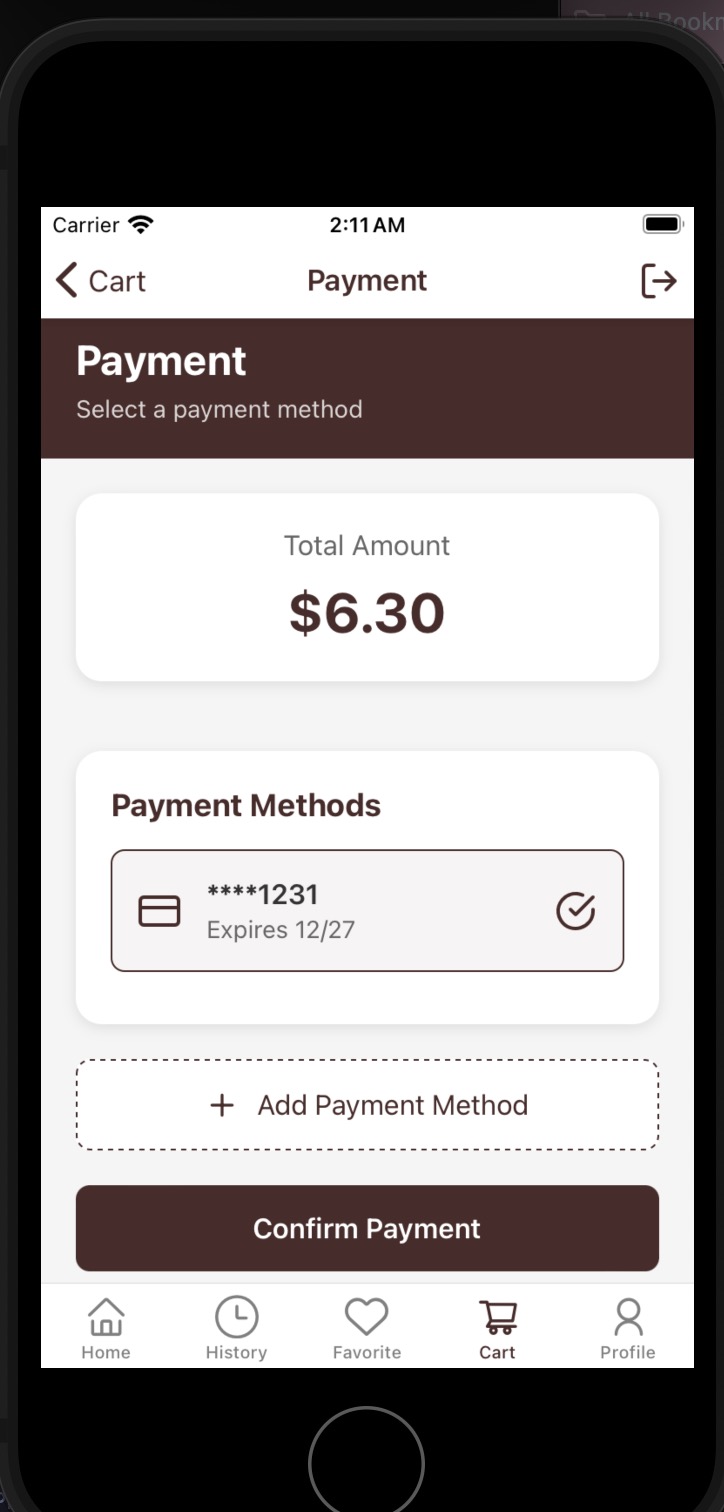 All Bookm
Carrier
2:11 AM
Cart
Payment
Payment
Select a payment method
Total Amount
$6.30
Payment Methods
****1231
Expires 12/27
+ Add Payment Method
Confirm Payment
Home
History
Favorite
Cart
Profile